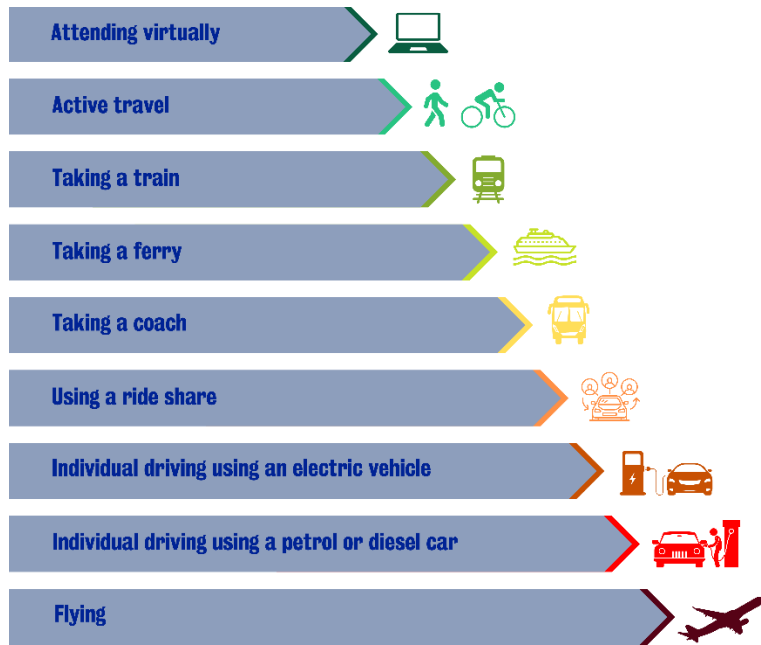 Attending virtually
Active travel
Taking a train
Taking a ferry
Taking a coach
Using a ride share
Individual driving using an electric vehicle
Individual driving using a petrol or diesel car
Flying